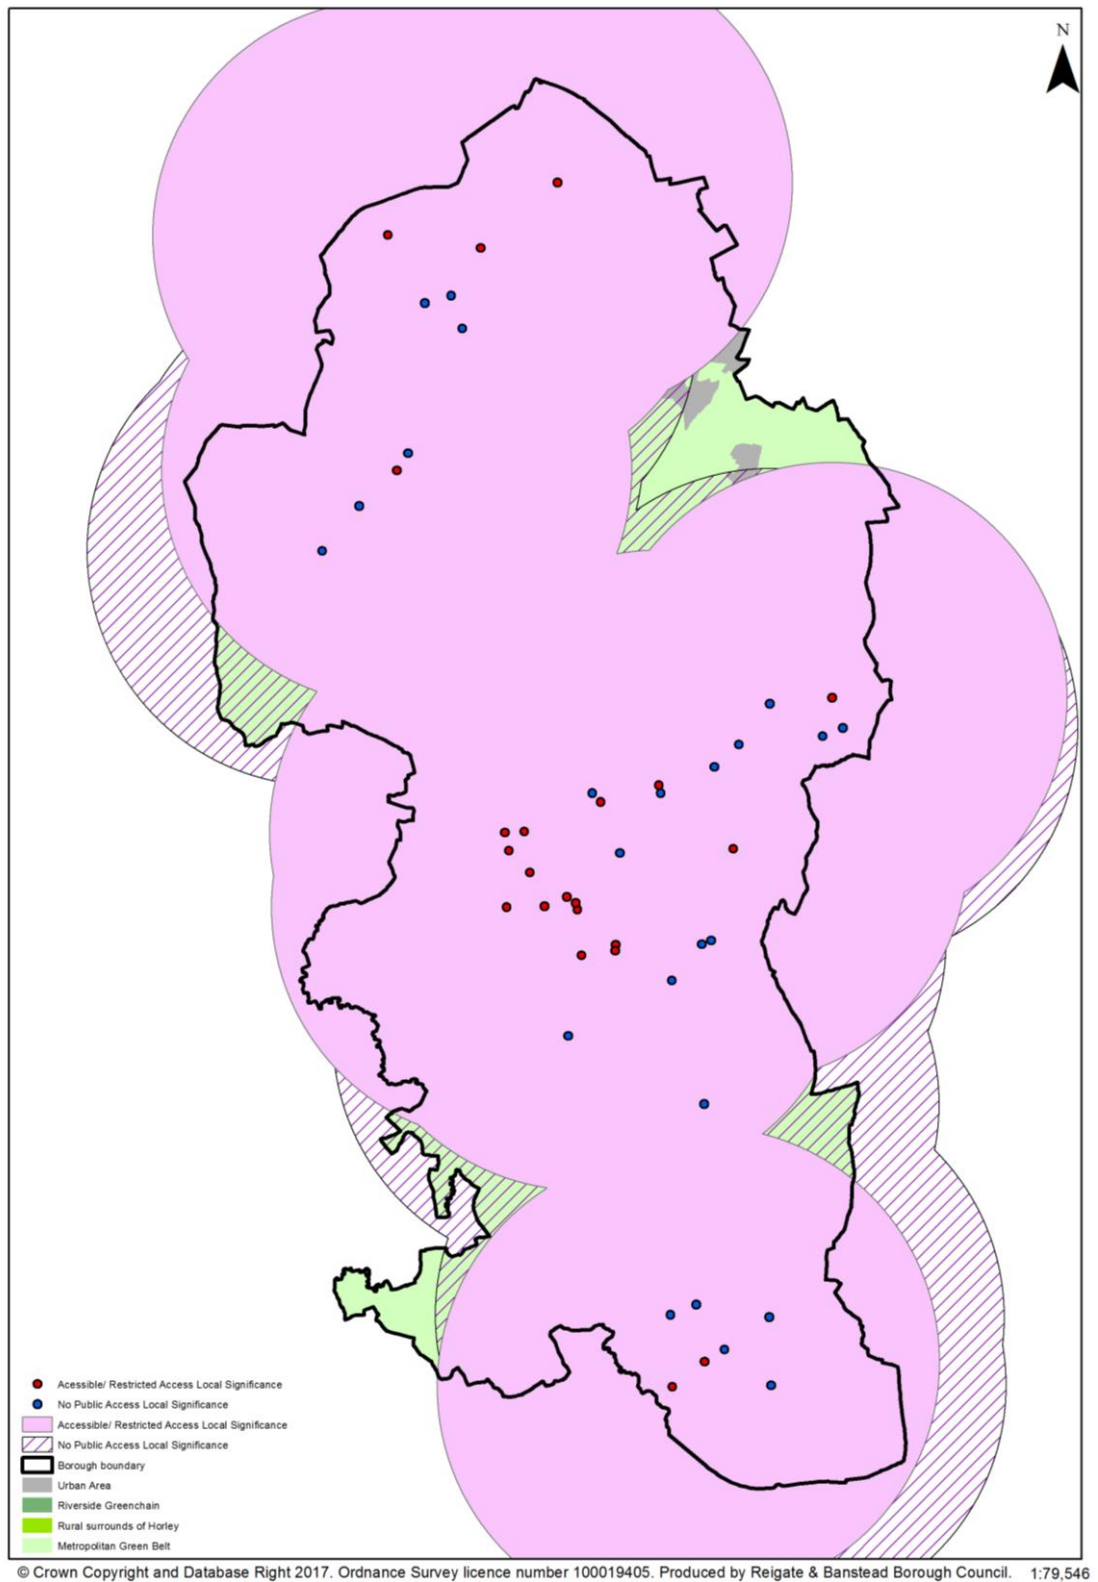 N
Acessible/ Restricted Access Local Significance
No Public Access Local Significance
Accessible/ Restricted Access Local Significance
No Public Access Local Significance
Borough boundary
Urban Area
Riverside Greenchain
Rural surrounds of Horley
Metropolitan Green Belt
© Crown Copyright and Database Right 2017. Ordnance Survey licence number 100019405. Produced by Reigate & Banstead Borough Council. 1:79,546